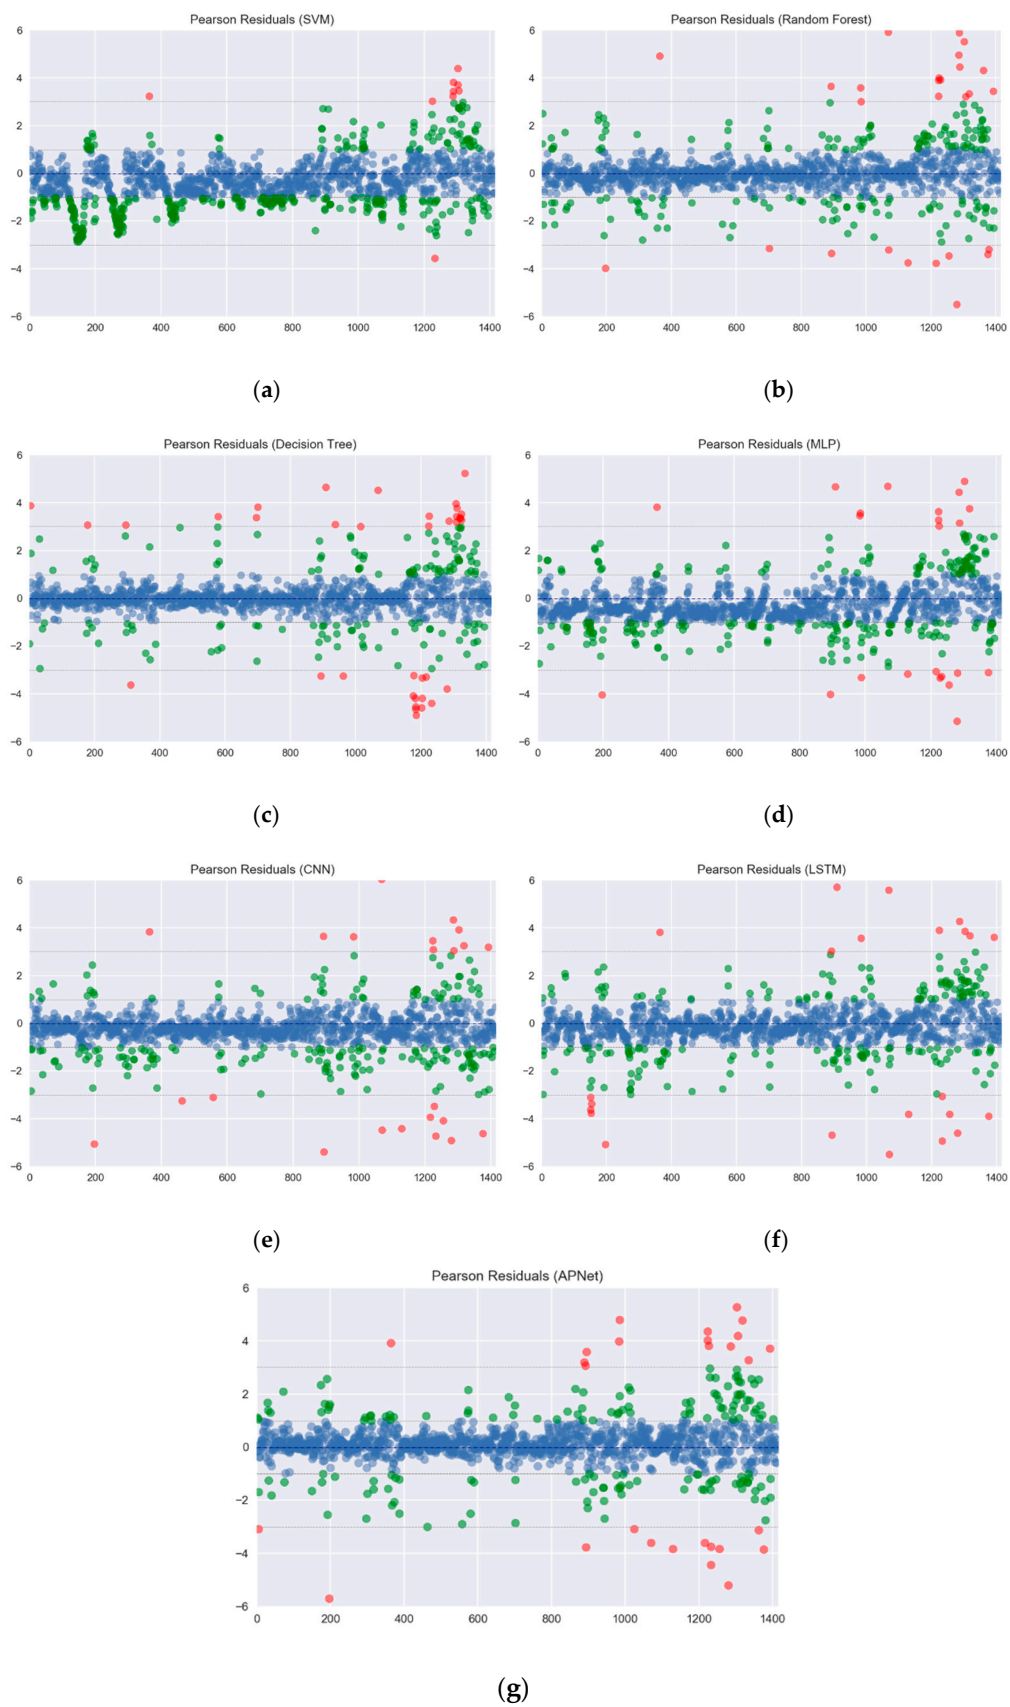 Pearson Residuals (SVM)
6
4
2
0
−2
−4
−6
0 200 400 600 800 1000 1200 1400
(a)
Pearson Residuals (Random Forest)
6
4
2
0
−2
−4
−6
0 200 400 600 800 1000 1200 1400
(b)
Pearson Residuals (Decision Tree)
6
4
2
0
−2
−4
−6
0 200 400 600 800 1000 1200 1400
(c)
Pearson Residuals (MLP)
6
4
2
0
−2
−4
−6
0 200 400 600 800 1000 1200 1400
(d)
Pearson Residuals (CNN)
6
4
2
0
−2
−4
−6
0 200 400 600 800 1000 1200 1400
(e)
Pearson Residuals (LSTM)
6
4
2
0
−2
−4
−6
0 200 400 600 800 1000 1200 1400
(f)
Pearson Residuals (APNet)
6
4
2
0
−2
−4
−6
0 200 400 600 800 1000 1200 1400
(g)